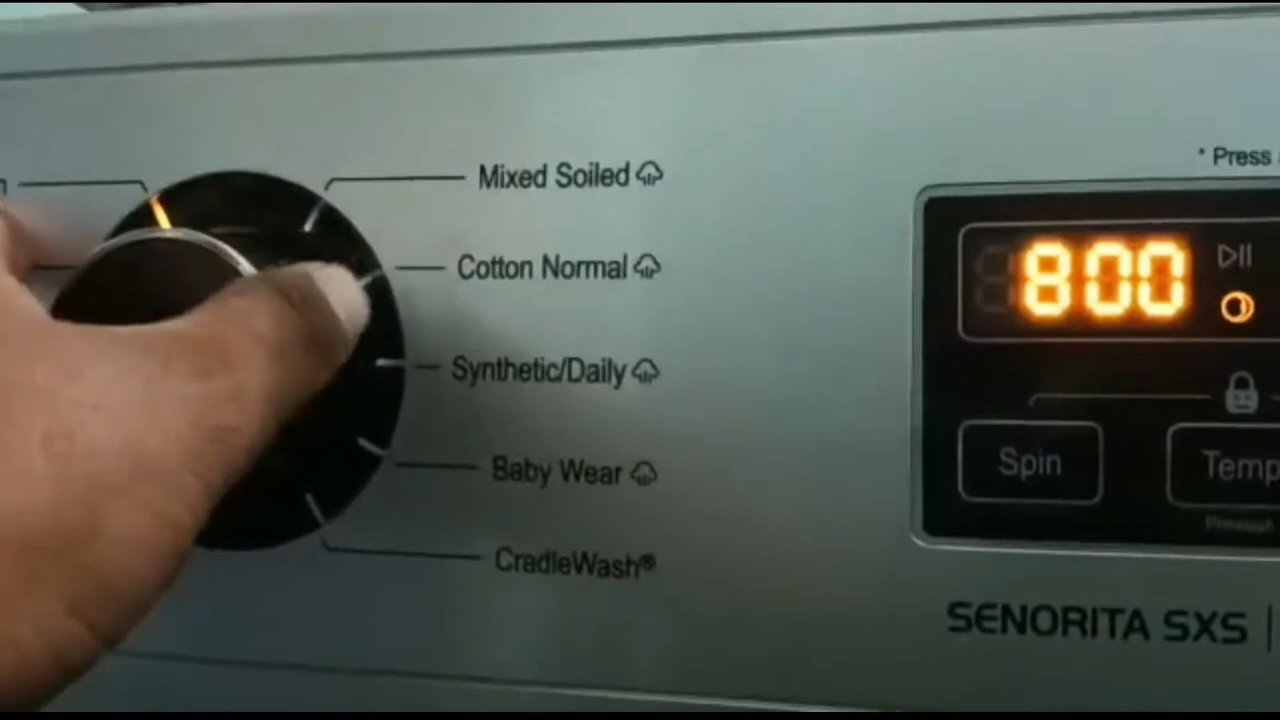 Mixed Soiled
* Press
Cotton Normal
800
Synthetic/Daily
Baby Wear
Spin
Temp
CradleWash®
SENORITA SXS